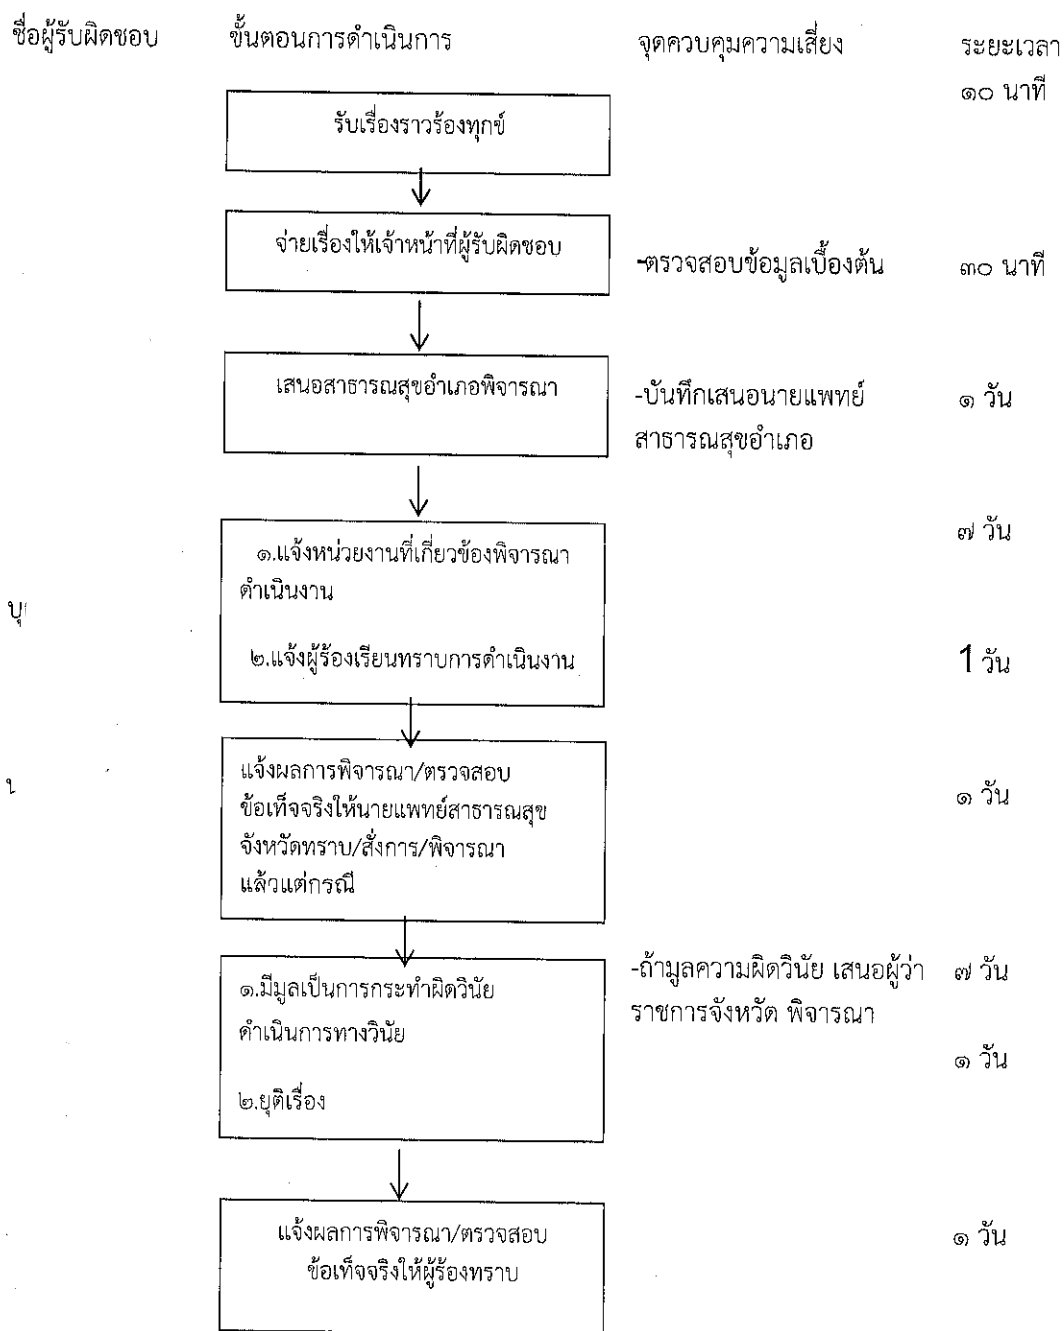 ชื่อผู้รับผิดชอบ ขั้นตอนการดำเนินการ จุดควบคุมความเสี่ยง ระยะเวลา
๑๐ นาที
รับเรื่องราวร้องทุกข์
จ่ายเรื่องให้เจ้าหน้าที่ผู้รับผิดชอบ
-ตรวจสอบข้อมูลเบื้องต้น ๓๐ นาที
เสนอสาธารณสุขอำเภอพิจารณา
-บันทึกเสนอนายแพทย์ ๑ วัน
สาธารณสุขอำเภอ
๗ วัน
๑.แจ้งหน่วยงานที่เกี่ยวข้องพิจารณา
ดำเนินงาน
บุ
๒.แจ้งผู้ร้องเรียนทราบการดำเนินงาน 1 วัน
แจ้งผลการพิจารณา/ตรวจสอบ
ข้อเท็จจริงให้นายแพทย์สาธารณสุข ๑ วัน
จังหวัดทราบ/สั่งการ/พิจารณา
แล้วแต่กรณี
-ถ้ามูลความผิดวินัย เสนอผู้ว่า ๗ วัน
ราชการจังหวัด พิจารณา
๑.มีมูลเป็นการกระทำผิดวินัย
ดำเนินการทางวินัย
๑ วัน
๒.ยุติเรื่อง
แจ้งผลการพิจารณา/ตรวจสอบ ๑ วัน
ข้อเท็จจริงให้ผู้ร้องทราบ